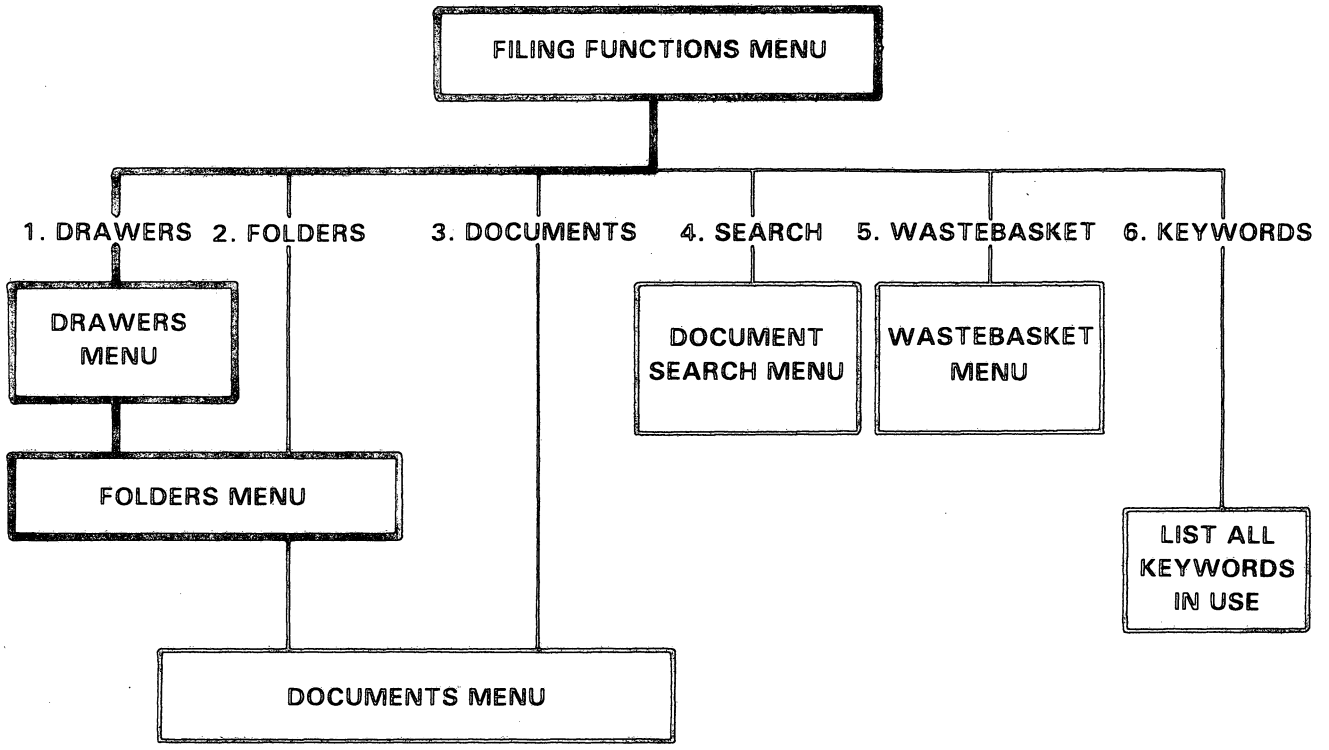 FILING FUNCTIONS MENU
1. DRAWERS
2. FOLDERS
3. DOCUMENTS
4. SEARCH
5. WASTEBASKET
6. KEYWORDS
DRAWERS
MENU
DOCUMENT
SEARCH MENU
WASTEBASKET
MENU
FOLDERS MENU
LIST ALL
KEYWORDS
IN USE
DOCUMENTS MENU